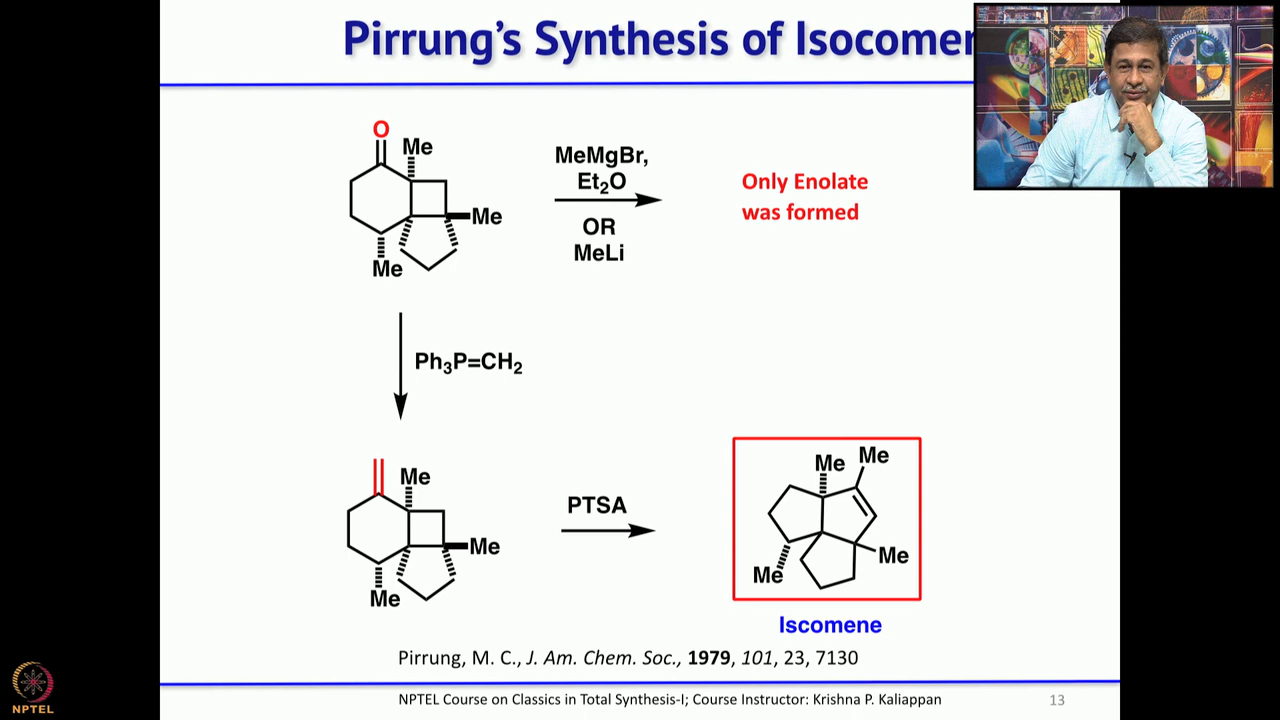 Pirrung's Synthesis of Isocomen
O
Me
Me
Me
MeMgBr,
Et₂O
OR
MeLi
Only Enolate
was formed
Ph₃P=CH₂
Me
Me
Me
PTSA
Me
Me
Me
Me
Iscomene
Pirrung, M. C., J. Am. Chem. Soc., 1979, 101, 23, 7130
NPTEL Course on Classics in Total Synthesis-I; Course Instructor: Krishna P. Kaliappan
13
NPTEL